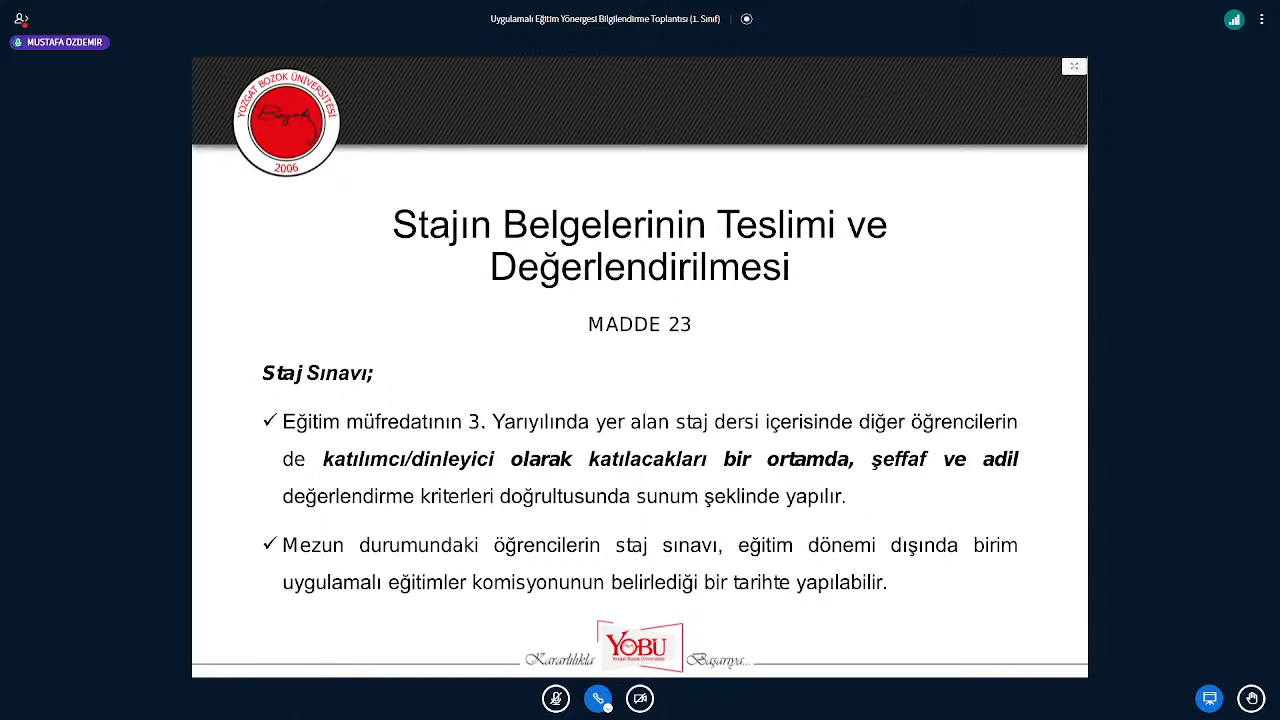 Uygulamalı Eğitim Yönergesi Bilgilendirme Toplantısı (1. Sınıf)
MUSTAFA ÖZDEMİR
YOZGAT BOZOK ÜNİVERSİTESİ
Bozok
2006
Stajın Belgelerinin Teslimi ve
Değerlendirilmesi
MADDE 23
Staj Sınavı;
✓ Eğitim müfredatının 3. Yarıyılında yer alan staj dersi içerisinde diğer öğrencilerin
de katılımcı/dinleyici olarak katılacakları bir ortamda, şeffaf ve adil
değerlendirme kriterleri doğrultusunda sunum şeklinde yapılır.
✓ Mezun durumundaki öğrencilerin staj sınavı, eğitim dönemi dışında birim
uygulamalı eğitimler komisyonunun belirlediği bir tarihte yapılabilir.
Kararlılıkla
YOBU
Yozgat Bozok Üniversitesi
Başarıya...